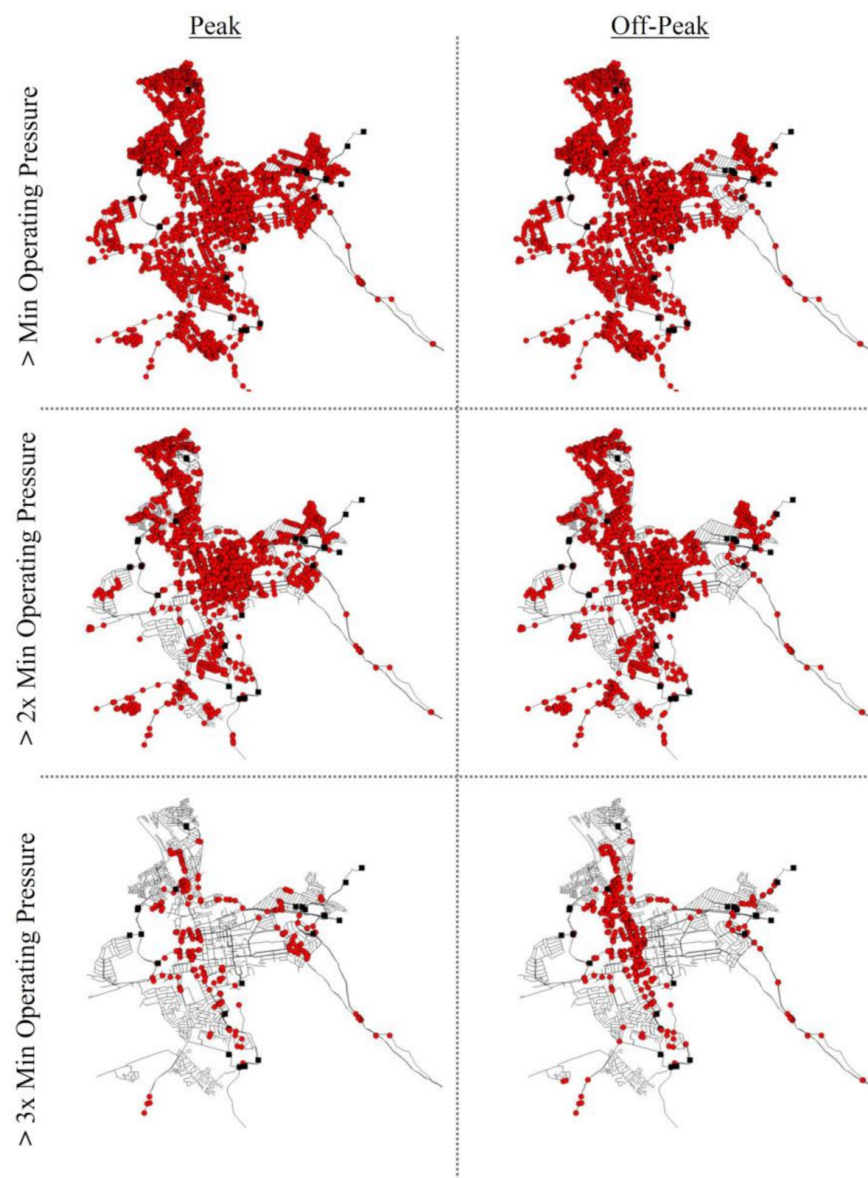 Peak
Off-Peak
> Min Operating Pressure
> 2x Min Operating Pressure
> 3x Min Operating Pressure